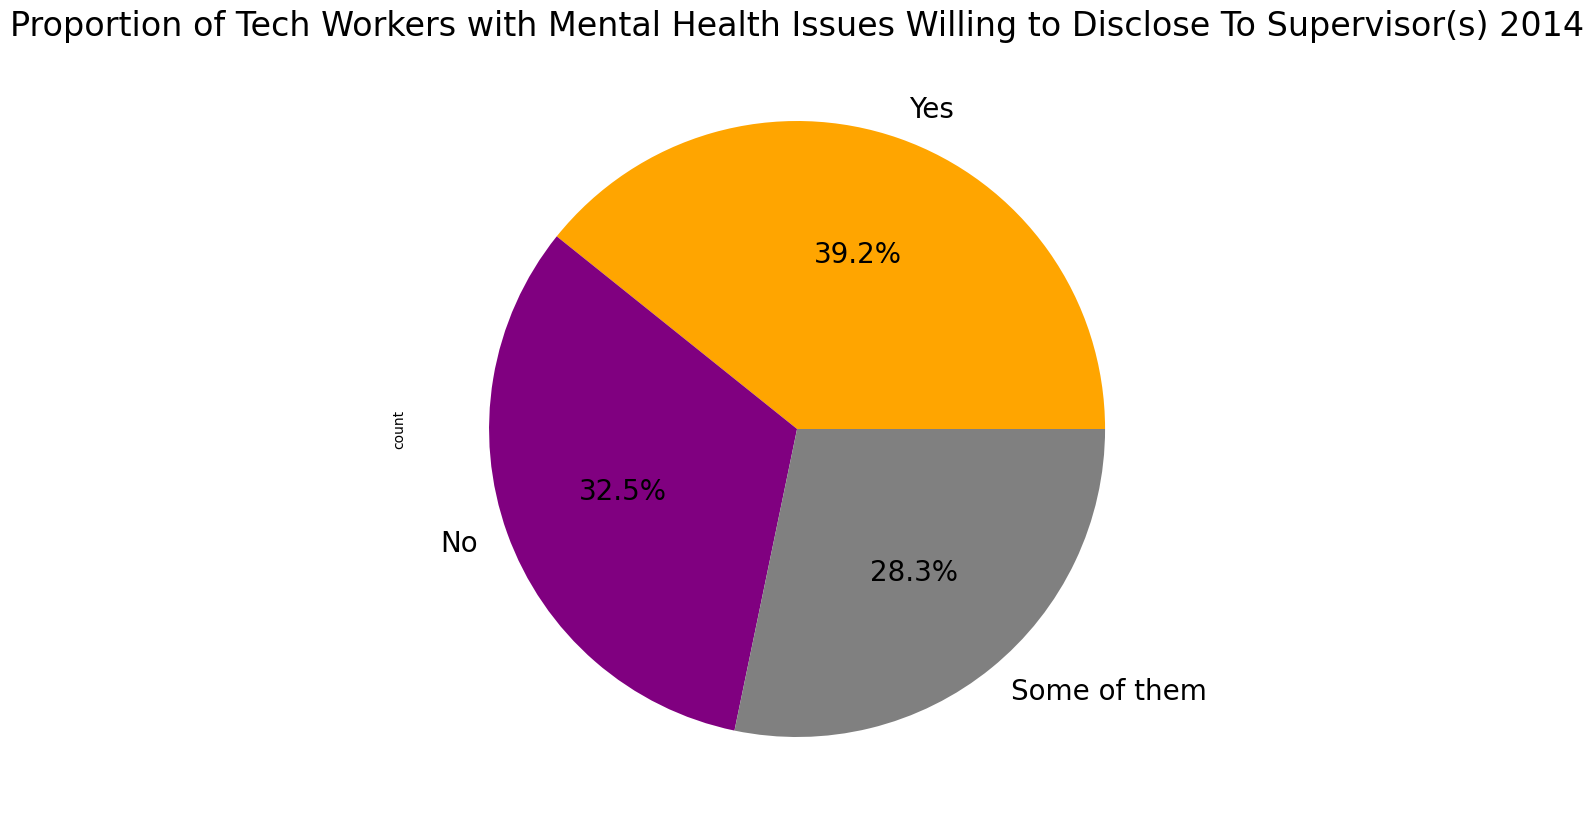 Proportion of Tech Workers with Mental Health Issues Willing to Disclose To Supervisor(s) 2014
Yes
39.2%
count
32.5%
No
28.3%
Some of them